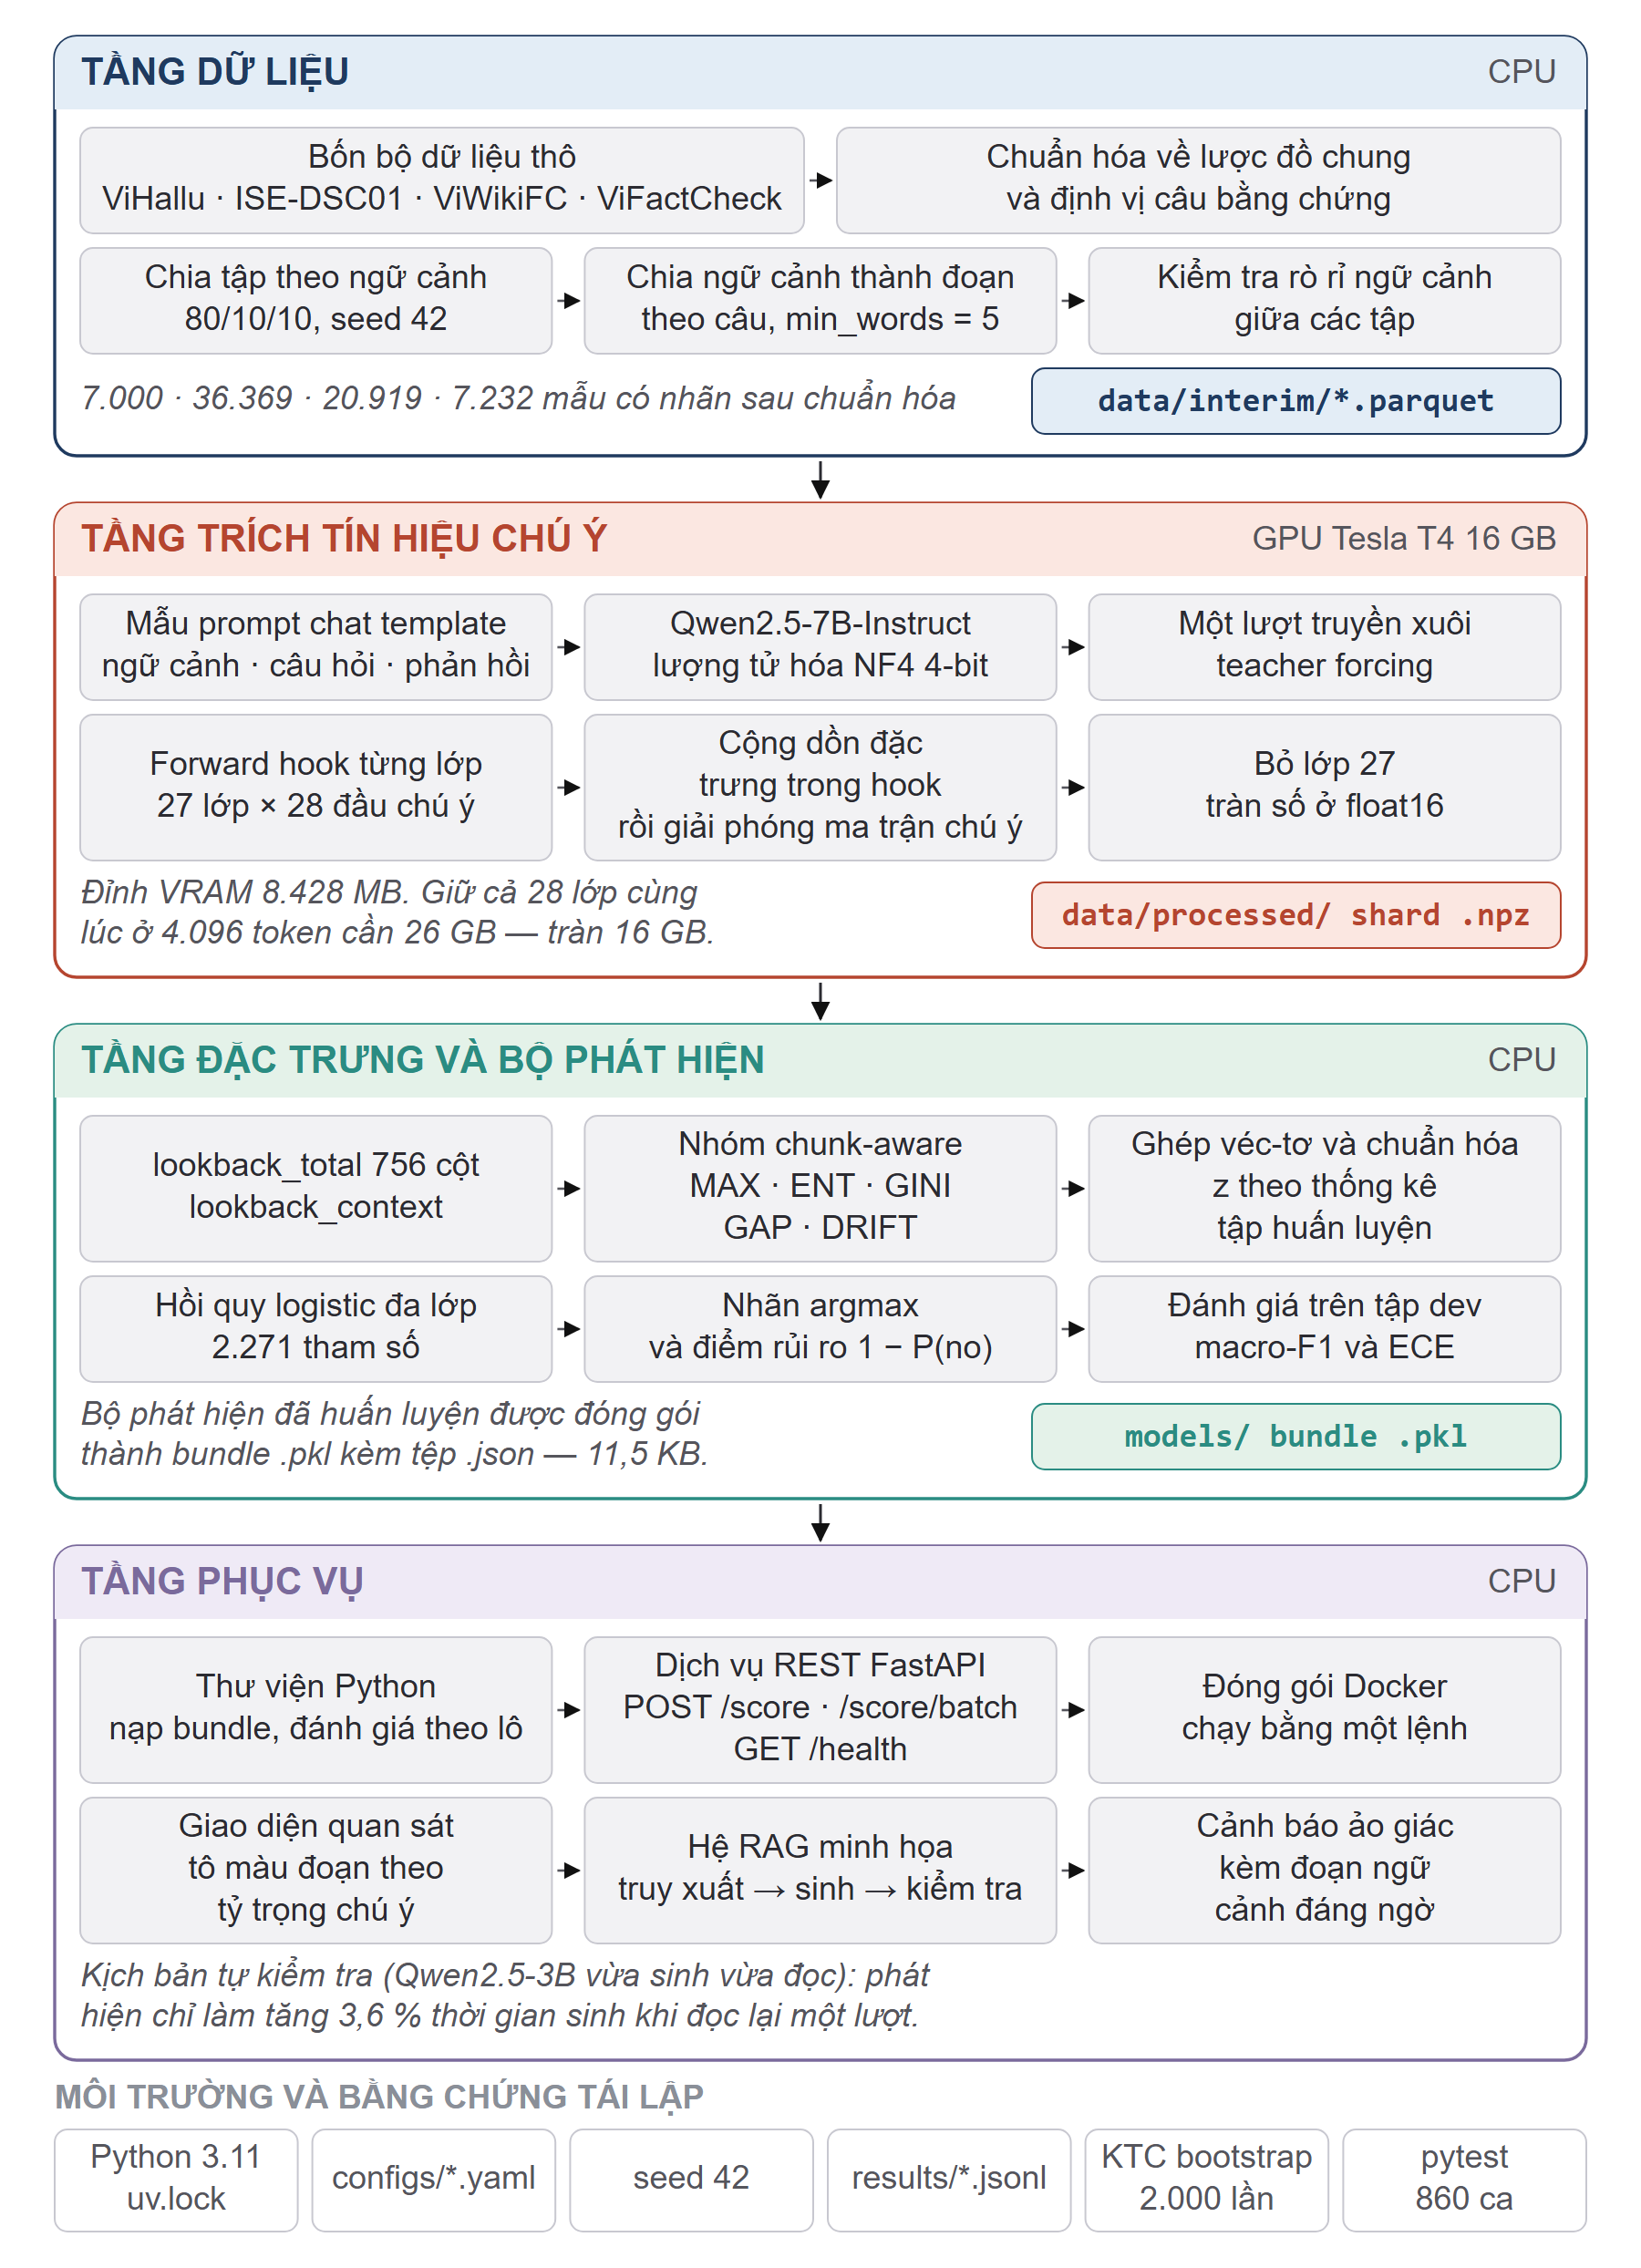 TẦNG DỮ LIỆU
CPU
Bốn bộ dữ liệu thô
ViHallu · ISE-DSC01 · ViWikiFC · ViFactCheck
Chuẩn hóa về lược đồ chung
và định vị câu bằng chứng
Chia tập theo ngữ cảnh
80/10/10, seed 42
Chia ngữ cảnh thành đoạn
theo câu, min_words = 5
Kiểm tra rò rỉ ngữ cảnh
giữa các tập
7.000 · 36.369 · 20.919 · 7.232 mẫu có nhãn sau chuẩn hóa
data/interim/*.parquet
TẦNG TRÍCH TÍN HIỆU CHÚ Ý
GPU Tesla T4 16 GB
Mẫu prompt chat template
ngữ cảnh · câu hỏi · phản hồi
Qwen2.5-7B-Instruct
lượng tử hóa NF4 4-bit
Một lượt truyền xuôi
teacher forcing
Forward hook từng lớp
27 lớp × 28 đầu chú ý
Cộng dồn đặc
trưng trong hook
rồi giải phóng ma trận chú ý
Bỏ lớp 27
tràn số ở float16
Đỉnh VRAM 8.428 MB. Giữ cả 28 lớp cùng
lúc ở 4.096 token cần 26 GB — tràn 16 GB.
data/processed/ shard .npz
TẦNG ĐẶC TRƯNG VÀ BỘ PHÁT HIỆN
CPU
lookback_total 756 cột
lookback_context
Nhóm chunk-aware
MAX · ENT · GINI
GAP · DRIFT
Ghép véc-tơ và chuẩn hóa
z theo thống kê
tập huấn luyện
Hồi quy logistic đa lớp
2.271 tham số
Nhãn argmax
và điểm rủi ro 1 − P(no)
Đánh giá trên tập dev
macro-F1 và ECE
Bộ phát hiện đã huấn luyện được đóng gói
thành bundle .pkl kèm tệp .json — 11,5 KB.
models/ bundle .pkl
TẦNG PHỤC VỤ
CPU
Thư viện Python
nạp bundle, đánh giá theo lô
Dịch vụ REST FastAPI
POST /score · /score/batch
GET /health
Đóng gói Docker
chạy bằng một lệnh
Giao diện quan sát
tô màu đoạn theo
tỷ trọng chú ý
Hệ RAG minh họa
truy xuất → sinh → kiểm tra
Cảnh báo ảo giác
kèm đoạn ngữ
cảnh đáng ngờ
Kịch bản tự kiểm tra (Qwen2.5-3B vừa sinh vừa đọc): phát
hiện chỉ làm tăng 3,6 % thời gian sinh khi đọc lại một lượt.
MÔI TRƯỜNG VÀ BẰNG CHỨNG TÁI LẬP
Python 3.11
uv.lock
configs/*.yaml
seed 42
results/*.jsonl
KTC bootstrap
2.000 lần
pytest
860 ca